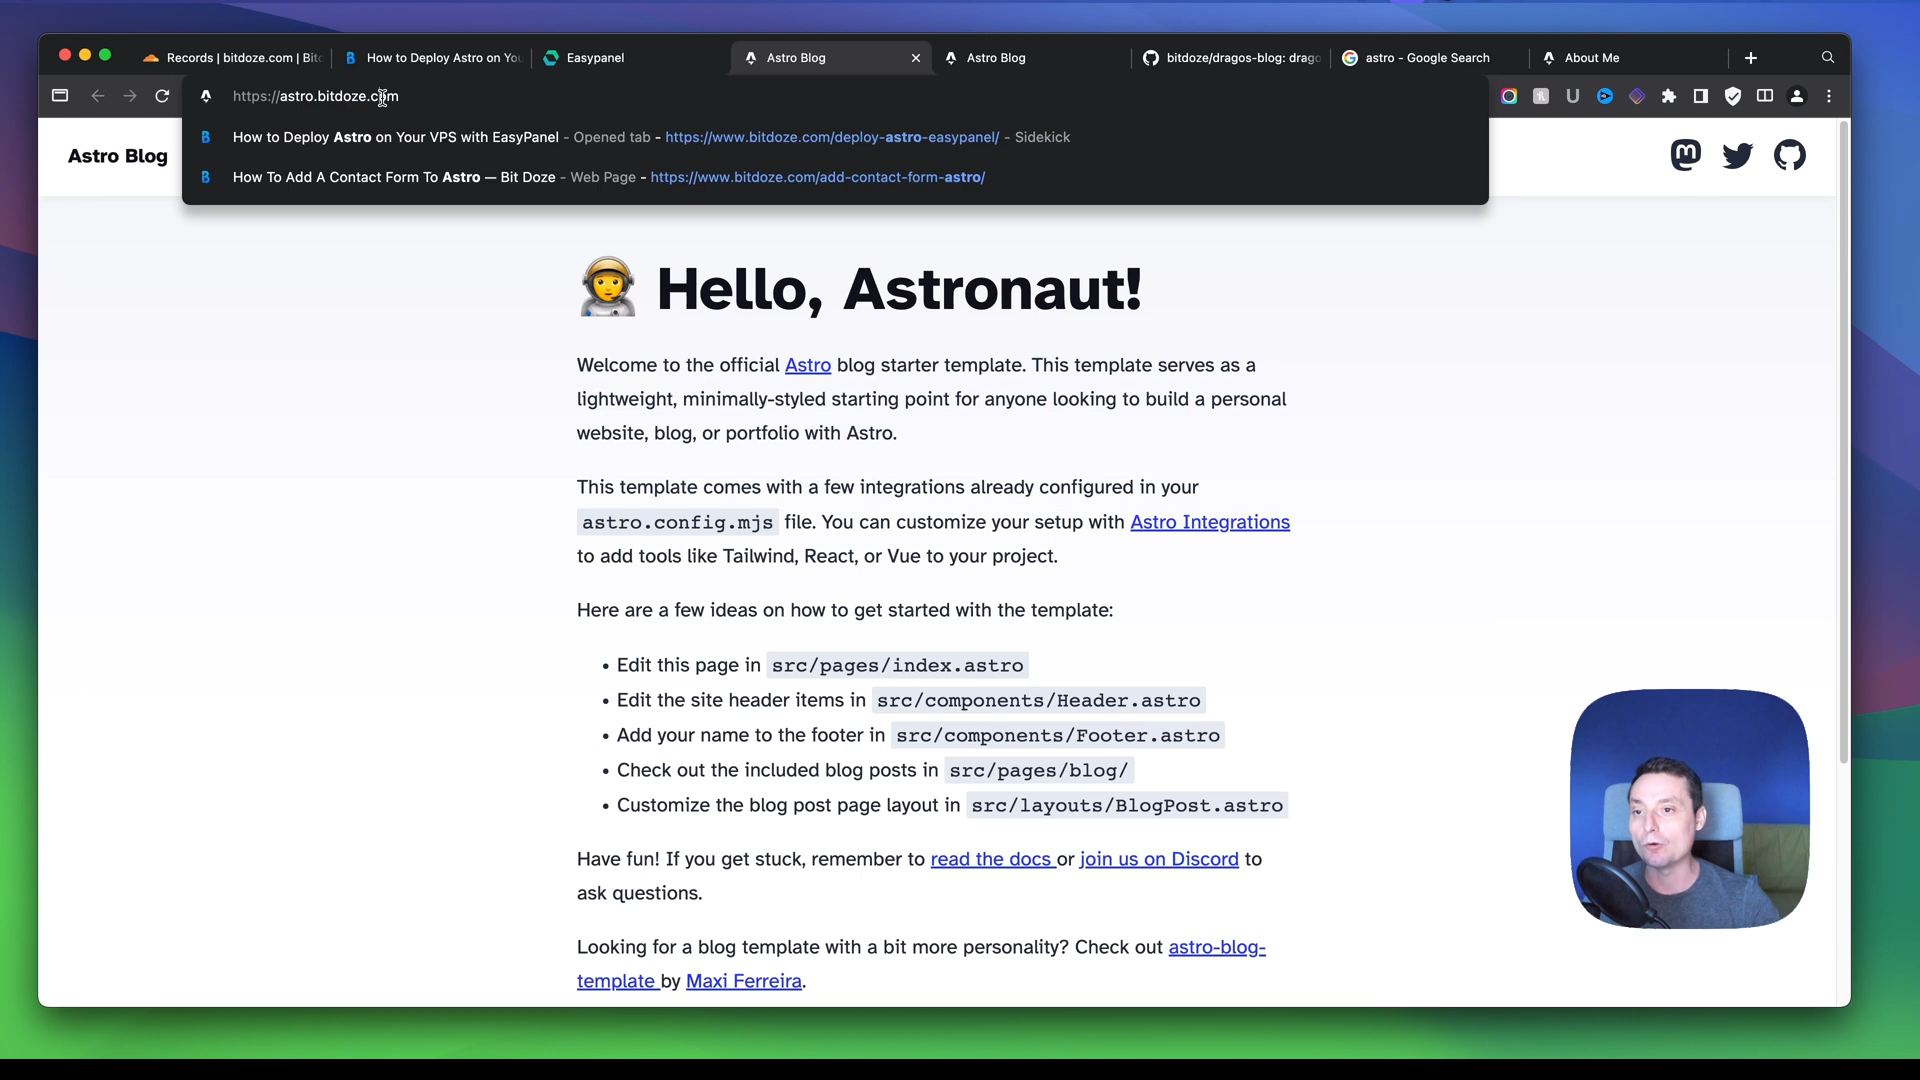 Records | bitdoze.com | Bitd
How to Deploy Astro on You
Easypanel
Astro Blog
Astro Blog
bitdoze/dragos-blog: drago
astro - Google Search
About Me
https://astro.bitdoze.com
How to Deploy Astro on Your VPS with EasyPanel - Opened tab - https://www.bitdoze.com/deploy-astro-easypanel/ - Sidekick
How To Add A Contact Form To Astro — Bit Doze - Web Page - https://www.bitdoze.com/add-contact-form-astro/
Astro Blog
Hello, Astronaut!
Welcome to the official Astro blog starter template. This template serves as a
lightweight, minimally-styled starting point for anyone looking to build a personal
website, blog, or portfolio with Astro.
This template comes with a few integrations already configured in your
astro.config.mjs file. You can customize your setup with Astro Integrations
to add tools like Tailwind, React, or Vue to your project.
Here are a few ideas on how to get started with the template:
• Edit this page in src/pages/index.astro
• Edit the site header items in src/components/Header.astro
• Add your name to the footer in src/components/Footer.astro
• Check out the included blog posts in src/pages/blog/
• Customize the blog post page layout in src/layouts/BlogPost.astro
Have fun! If you get stuck, remember to read the docs or join us on Discord to
ask questions.
Looking for a blog template with a bit more personality? Check out astro-blog-
template by Maxi Ferreira.